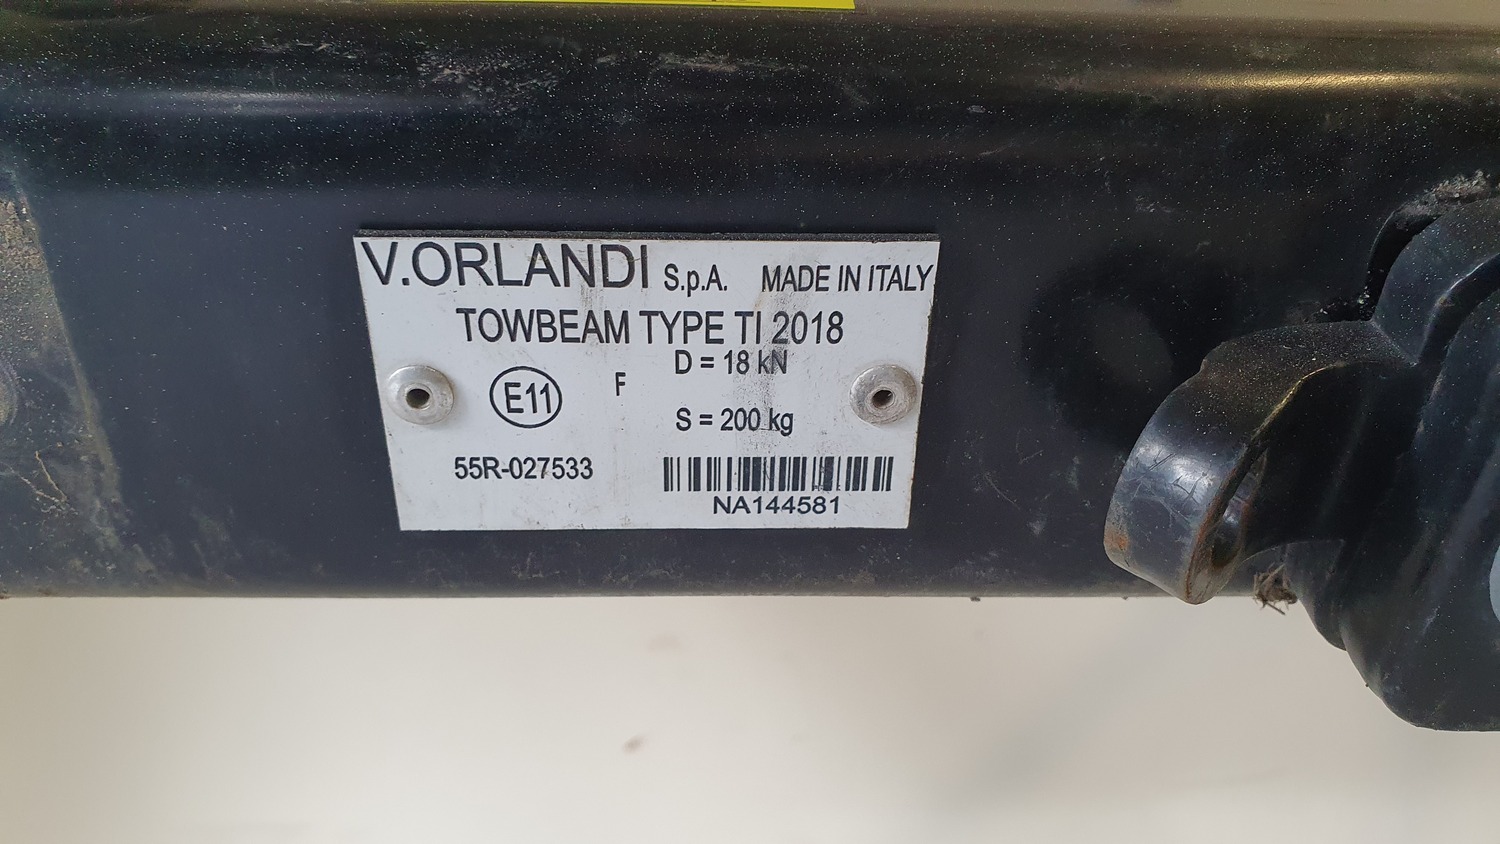 V.ORLANDI S.p.A. MADE IN ITALY
TOWBEAM TYPE TI 2018
D = 18 kN
E11 F
S = 200 kg
55R-027533
NA144581